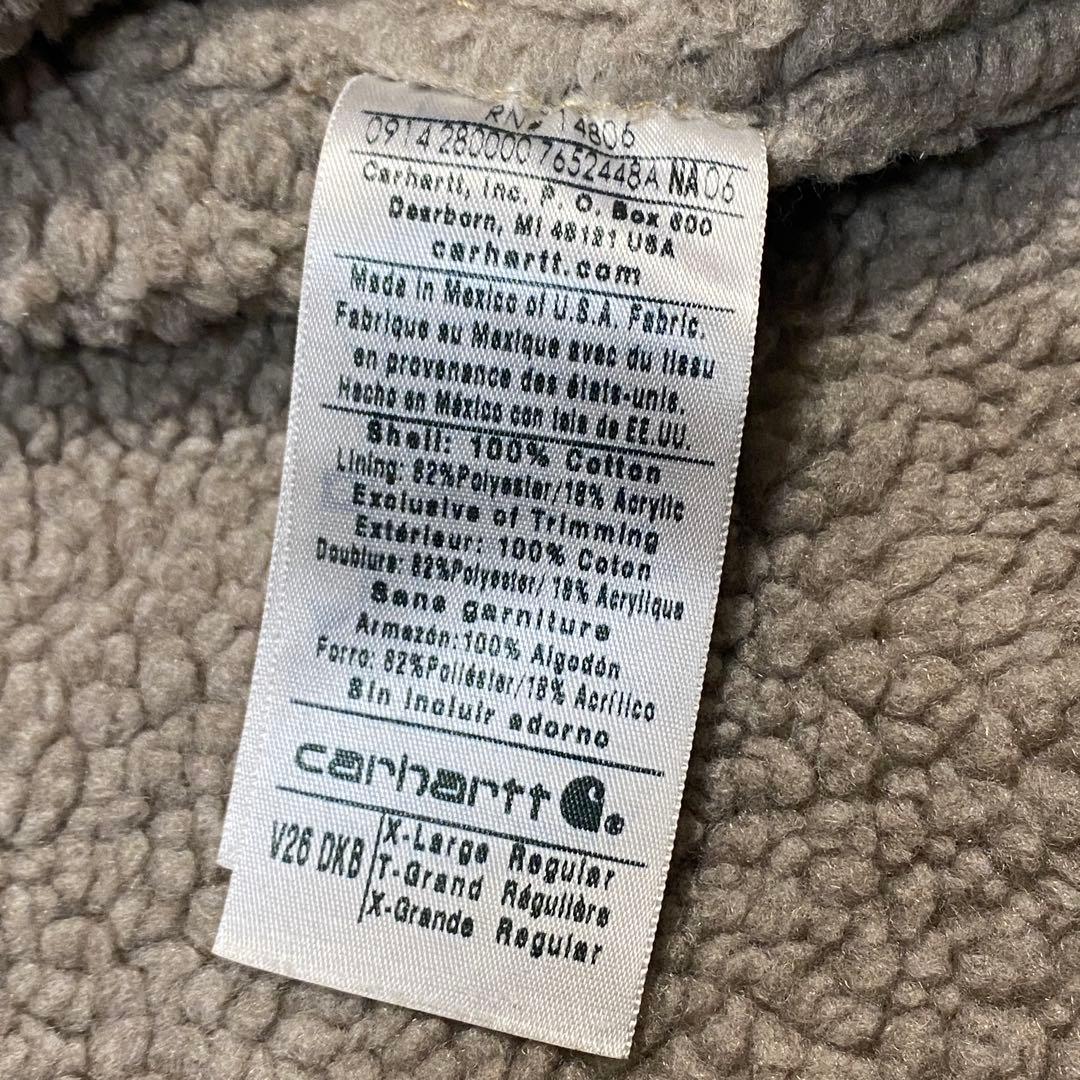 RN# 14806
0914 280000 7652448A NA 06
Carhartt, Inc. P. O. Box 600
Dearborn, MI 48121 USA
carhartt.com
Made in Mexico of U.S.A. Fabric.
Fabrique au Mexique avec du tissu
en provenance des états-unis.
Hecho en México con tela de EE.UU.
Shell: 100% Cotton
Lining: 82%Polyester/18% Acrylic
Exclusive of Trimming
Extérieur: 100% Coton
Doublure: 82%Polyester/ 18% Acrylique
Sans garniture
Armazón:100% Algodón
Forro: 82%Poliéster/18% Acrílico
Sin incluir adorno
carhartt
V26 DKB
X-Large Regular
T-Grand Régulière
X-Grande Regular